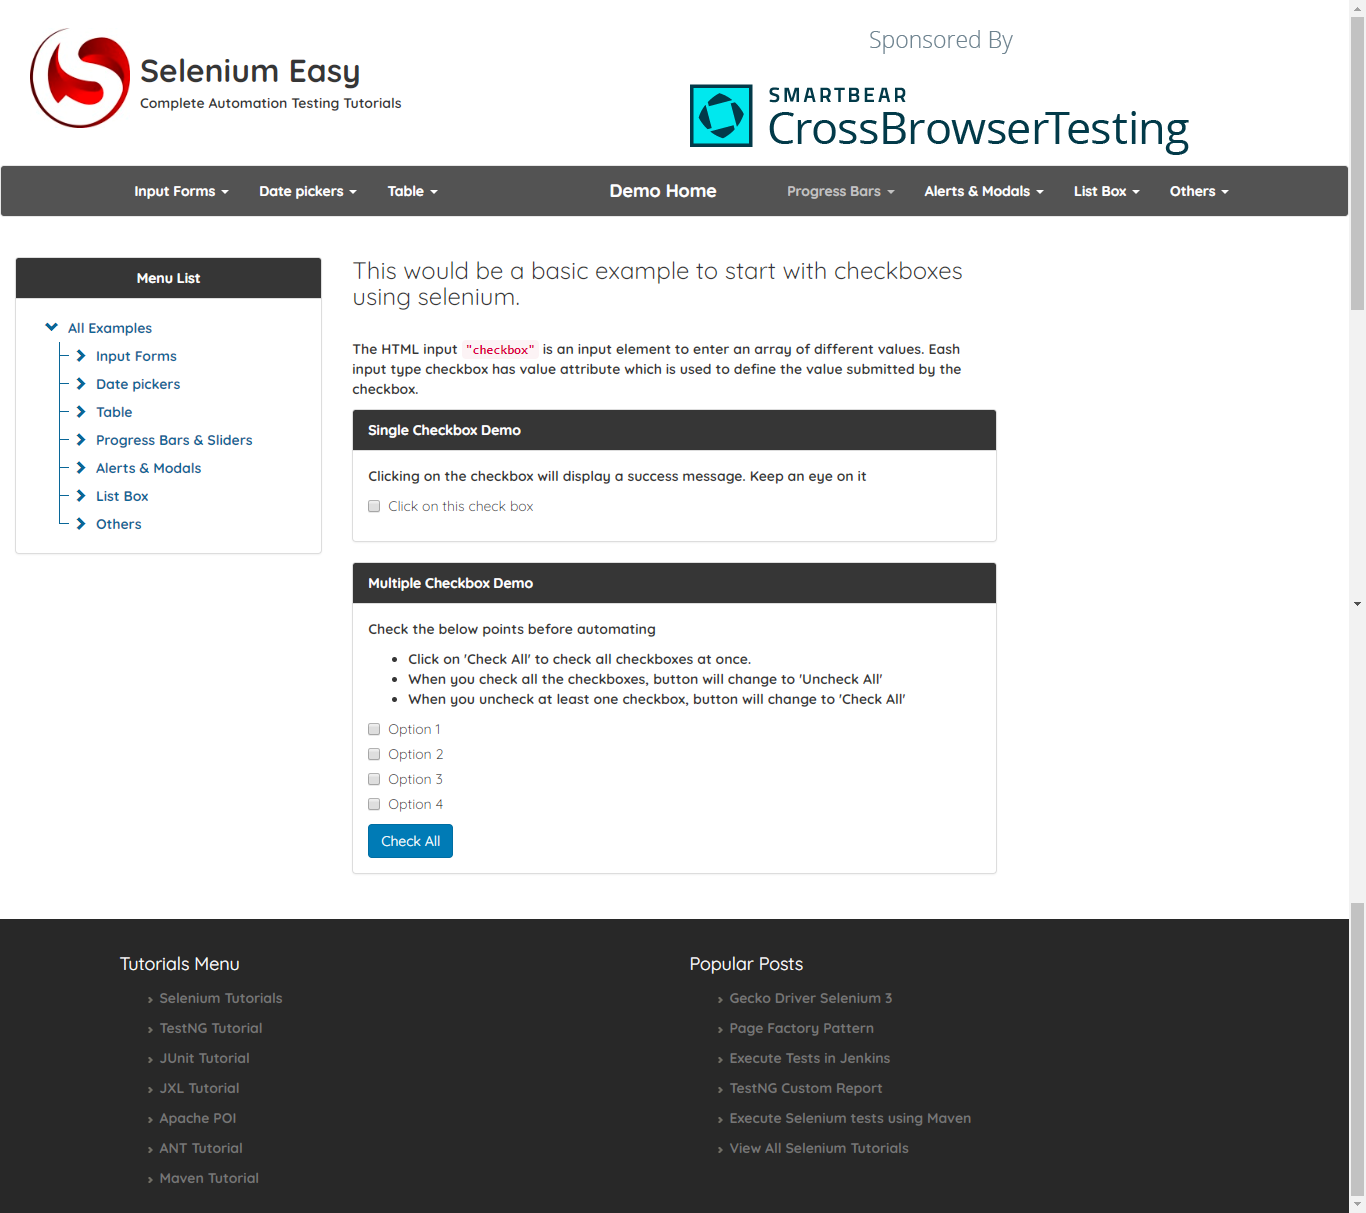 Selenium Easy
Complete Automation Testing Tutorials
Sponsored By
SMARTBEAR
CrossBrowserTesting
Input Forms
Date pickers
Table
Demo Home
Progress Bars
Alerts & Modals
List Box
Others
Menu List
All Examples
Input Forms
Date pickers
Table
Progress Bars & Sliders
Alerts & Modals
List Box
Others
This would be a basic example to start with checkboxes
using selenium.
The HTML input "checkbox" is an input element to enter an array of different values. Eash
input type checkbox has value attribute which is used to define the value submitted by the
checkbox.
Single Checkbox Demo
Clicking on the checkbox will display a success message. Keep an eye on it
Click on this check box
Multiple Checkbox Demo
Check the below points before automating
• Click on 'Check All' to check all checkboxes at once.
• When you check all the checkboxes, button will change to 'Uncheck All'
• When you uncheck at least one checkbox, button will change to 'Check All'
Option 1
Option 2
Option 3
Option 4
Check All
Tutorials Menu
› Selenium Tutorials
› TestNG Tutorial
› JUnit Tutorial
› JXL Tutorial
› Apache POI
› ANT Tutorial
› Maven Tutorial
Popular Posts
› Gecko Driver Selenium 3
› Page Factory Pattern
› Execute Tests in Jenkins
› TestNG Custom Report
› Execute Selenium tests using Maven
› View All Selenium Tutorials